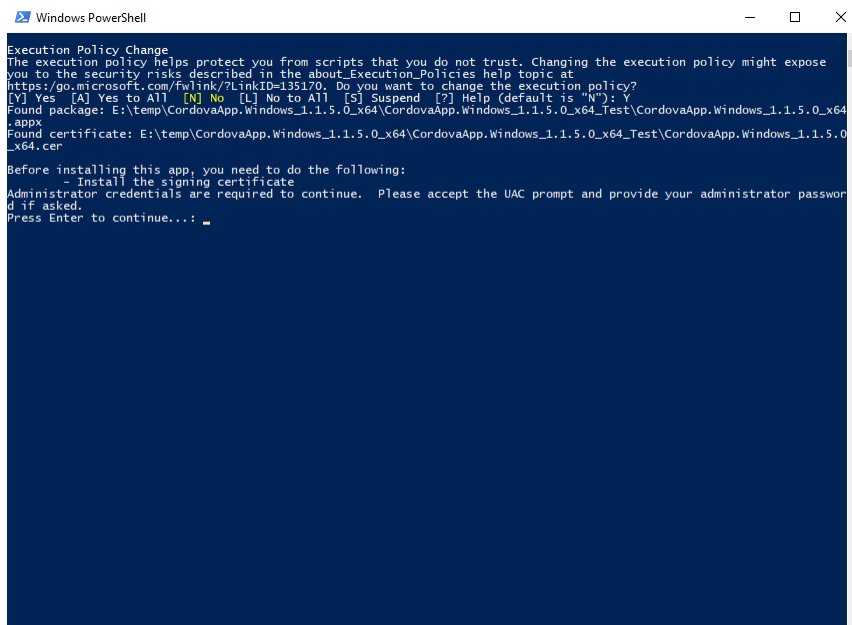 Windows PowerShell
Execution Policy Change
The execution policy helps protect you from scripts that you do not trust. Changing the execution policy might expose
you to the security risks described in the about_Execution_Policies help topic at
https:/go.microsoft.com/fwlink/?LinkID=135170. Do you want to change the execution policy?
[Y] Yes  [A] Yes to All  [N] No  [L] No to All  [S] Suspend  [?] Help (default is "N"): Y
Found package: E:\temp\CordovaApp.Windows_1.1.5.0_x64\CordovaApp.Windows_1.1.5.0_x64_Test\CordovaApp.Windows_1.1.5.0_x64
.appx
Found certificate: E:\temp\CordovaApp.Windows_1.1.5.0_x64\CordovaApp.Windows_1.1.5.0_x64_Test\CordovaApp.Windows_1.1.5.0
_x64.cer
Before installing this app, you need to do the following:
- Install the signing certificate
Administrator credentials are required to continue.  Please accept the UAC prompt and provide your administrator passwor
d if asked.
Press Enter to continue...: _